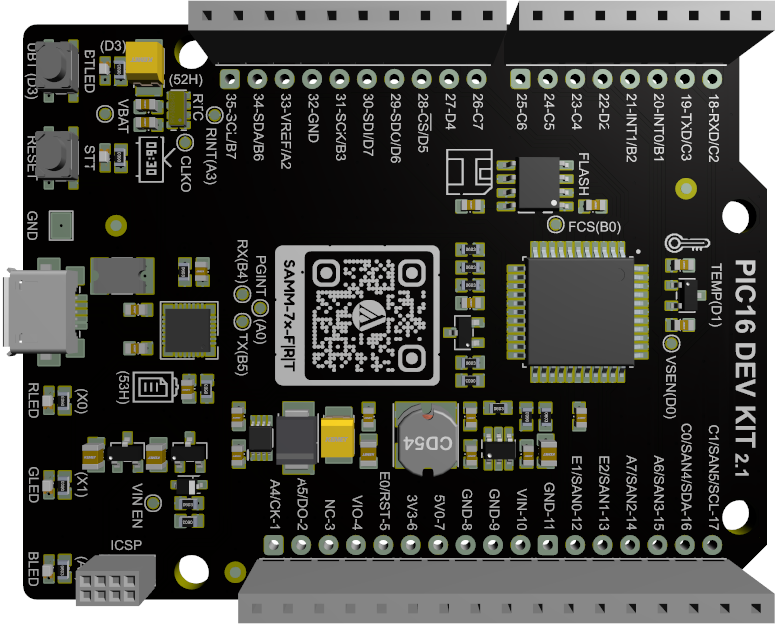 UBT (D3)
BTLED
(D3)
(52H)
RTC
VBAT
RINT(A3)
RESET
STT
CLKO
GND
35-SCL/B7
34-SDA/B6
33-VREF/A2
32-GND
31-SCK/B3
30-SDI/D7
29-SDO/D6
28-CS/D5
27-D4
26-C7
25-C6
24-C5
23-C4
22-D2
21-INT1/B2
20-INT0/B1
19-TXD/C3
18-RXD/C2
FLASH
FCS(B0)
TEMP(D1)
VSEN(D0)
PIC16 DEV KIT 2.1
RX(B4)
PGINT
(A0)
TX(B5)
SAMM-7x-F|R|T
(53H)
RLED
(X0)
GLED
(X1)
BLED
VIN EN
ICSP
CD54
A4/CK-1
A5/DO-2
NC-3
VIO-4
E0/RST-5
3V3-6
5V0-7
GND-8
GND-9
VIN-10
GND-11
E1/SAN0-12
E2/SAN1-13
A7/SAN2-14
A6/SAN3-15
C0/SAN4/SDA-16
C1/SAN5/SCL-17